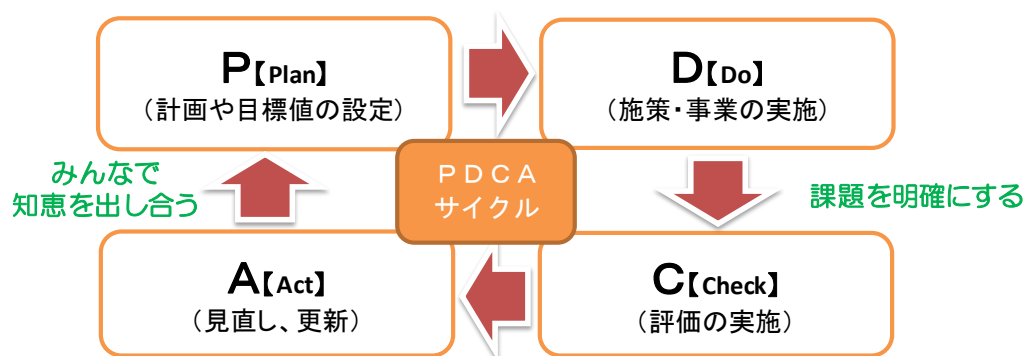 P【Plan】
（計画や目標値の設定）
D【Do】
（施策・事業の実施）
みんなで
知恵を出し合う
PDCA
サイクル
課題を明確にする
A【Act】
（見直し、更新）
C【Check】
（評価の実施）